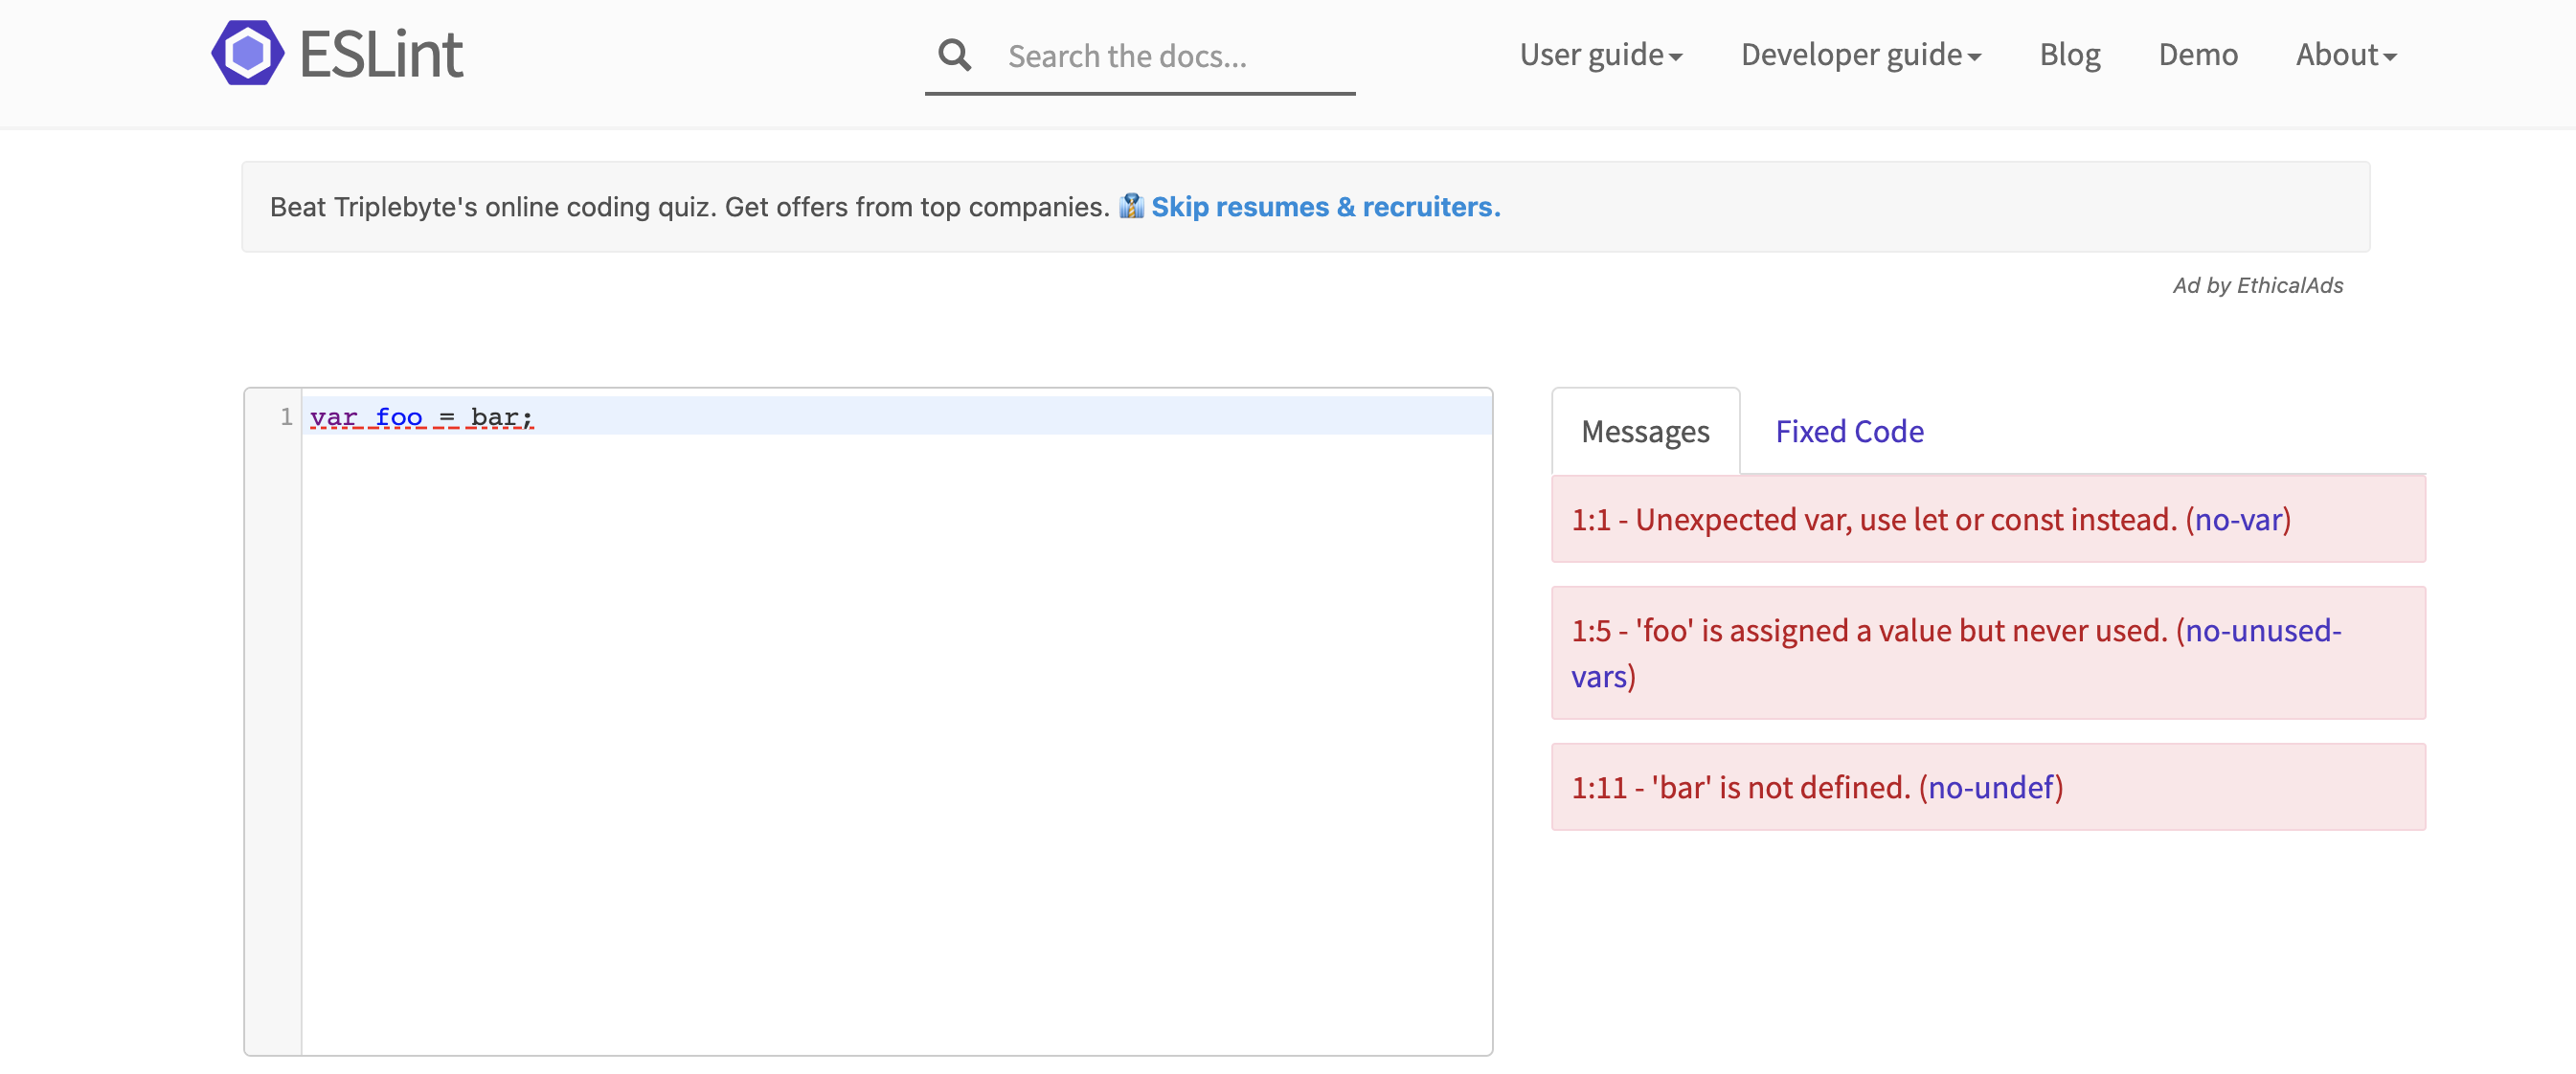 ESLint
Search the docs...
User guide
Developer guide
Blog
Demo
About
Beat Triplebyte's online coding quiz. Get offers from top companies. 👔 Skip resumes & recruiters.
Ad by EthicalAds
1 var foo = bar;
Messages
Fixed Code
1:1 - Unexpected var, use let or const instead. (no-var)
1:5 - 'foo' is assigned a value but never used. (no-unused-
vars)
1:11 - 'bar' is not defined. (no-undef)